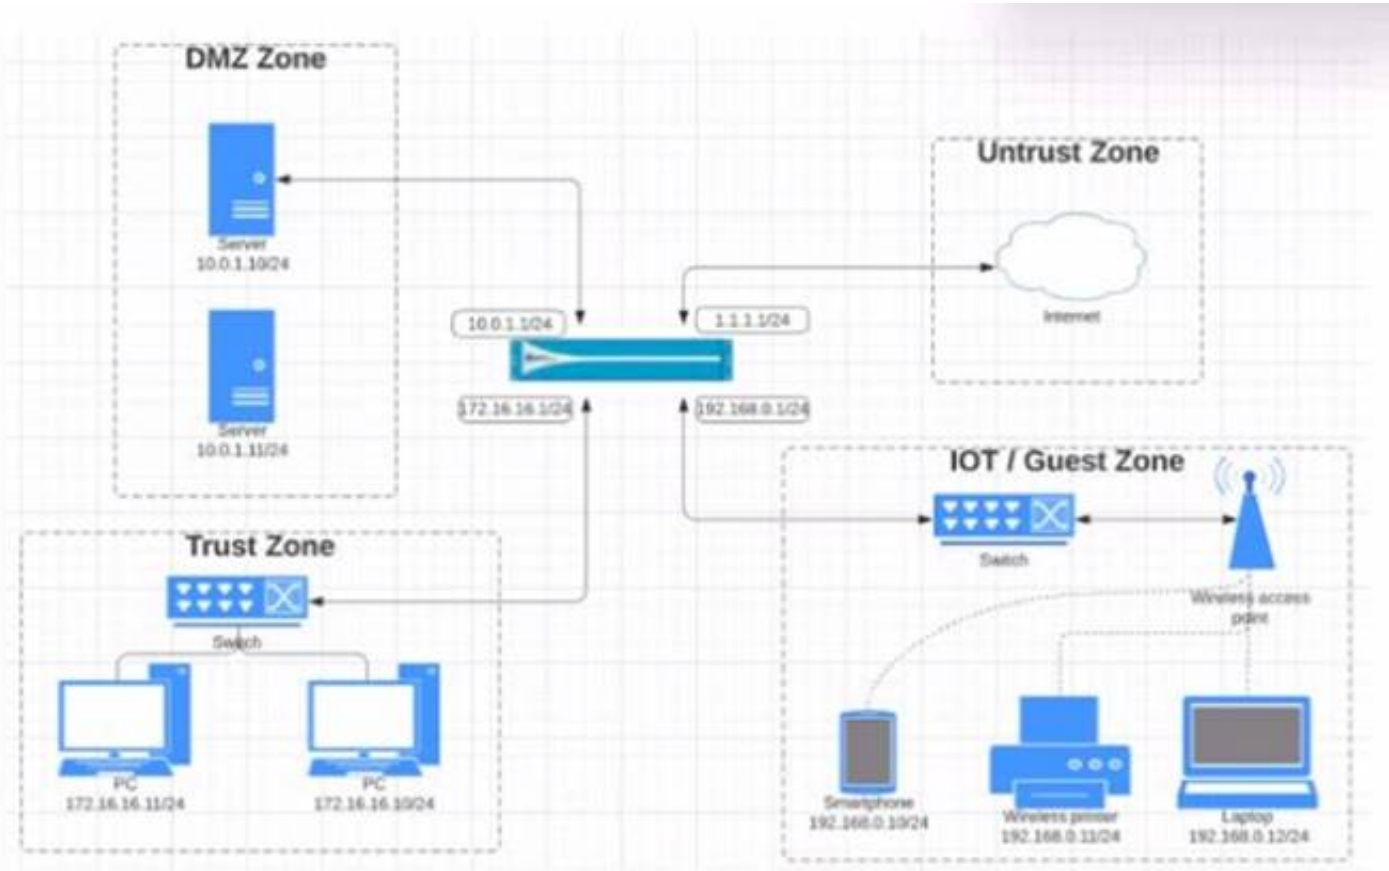 DMZ Zone
Server
10.0.1.10/24
Server
10.0.1.11/24
Untrust Zone
Internet
10.0.1.1/24
1.1.1.1/24
172.16.16.1/24
192.168.0.1/24
Trust Zone
Switch
PC
172.16.16.11/24
PC
172.16.16.10/24
IOT / Guest Zone
Switch
Wireless access
point
Smartphone
192.168.0.10/24
Wireless printer
192.168.0.11/24
Laptop
192.168.0.12/24